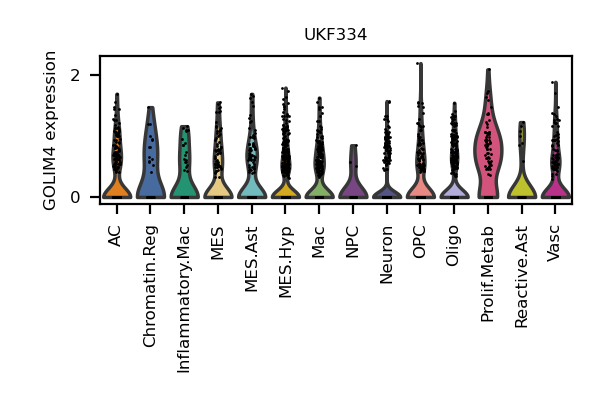 UKF334
GOLIM4 expression
2
0
AC
Chromatin.Reg
Inflammatory.Mac
MES
MES.Ast
MES.Hyp
Mac
NPC
Neuron
OPC
Oligo
Prolif.Metab
Reactive.Ast
Vasc